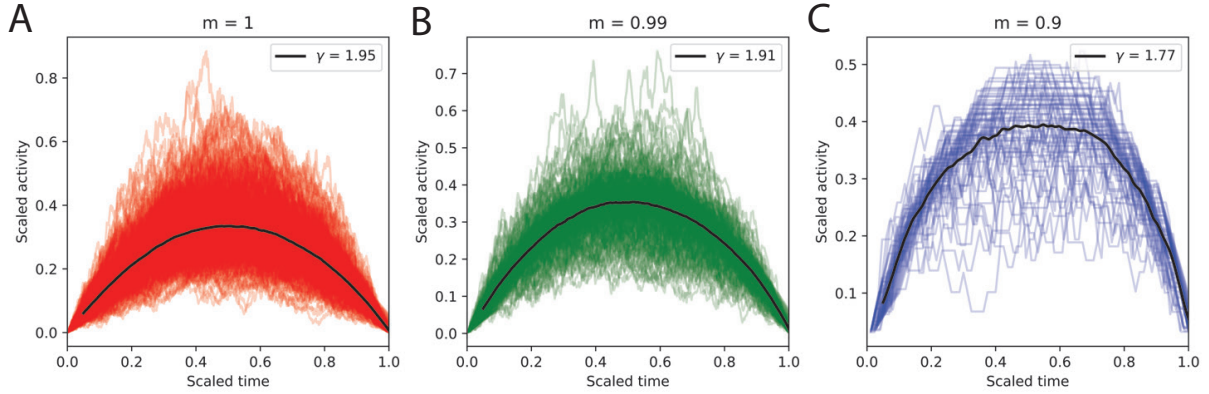 A
m = 1
γ = 1.95
0.8
0.6
0.4
0.2
0.0
Scaled activity
0.0 0.2 0.4 0.6 0.8 1.0
Scaled time
B
m = 0.99
γ = 1.91
0.7
0.6
0.5
0.4
0.3
0.2
0.1
0.0
Scaled activity
0.0 0.2 0.4 0.6 0.8 1.0
Scaled time
C
m = 0.9
γ = 1.77
0.5
0.4
0.3
0.2
0.1
Scaled activity
0.0 0.2 0.4 0.6 0.8 1.0
Scaled time